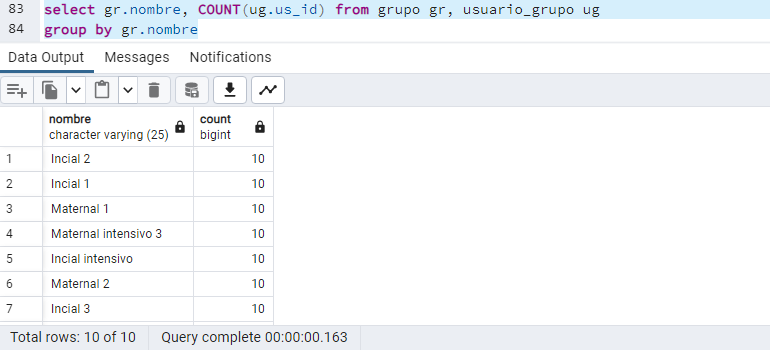 83 select gr.nombre, COUNT(ug.us_id) from grupo gr, usuario_grupo ug
84 group by gr.nombre
Data Output Messages Notifications
nombre count
character varying (25) bigint
1 Incial 2 10
2 Incial 1 10
3 Maternal 1 10
4 Maternal intensivo 3 10
5 Incial intensivo 10
6 Maternal 2 10
7 Incial 3 10
Total rows: 10 of 10 Query complete 00:00:00.163